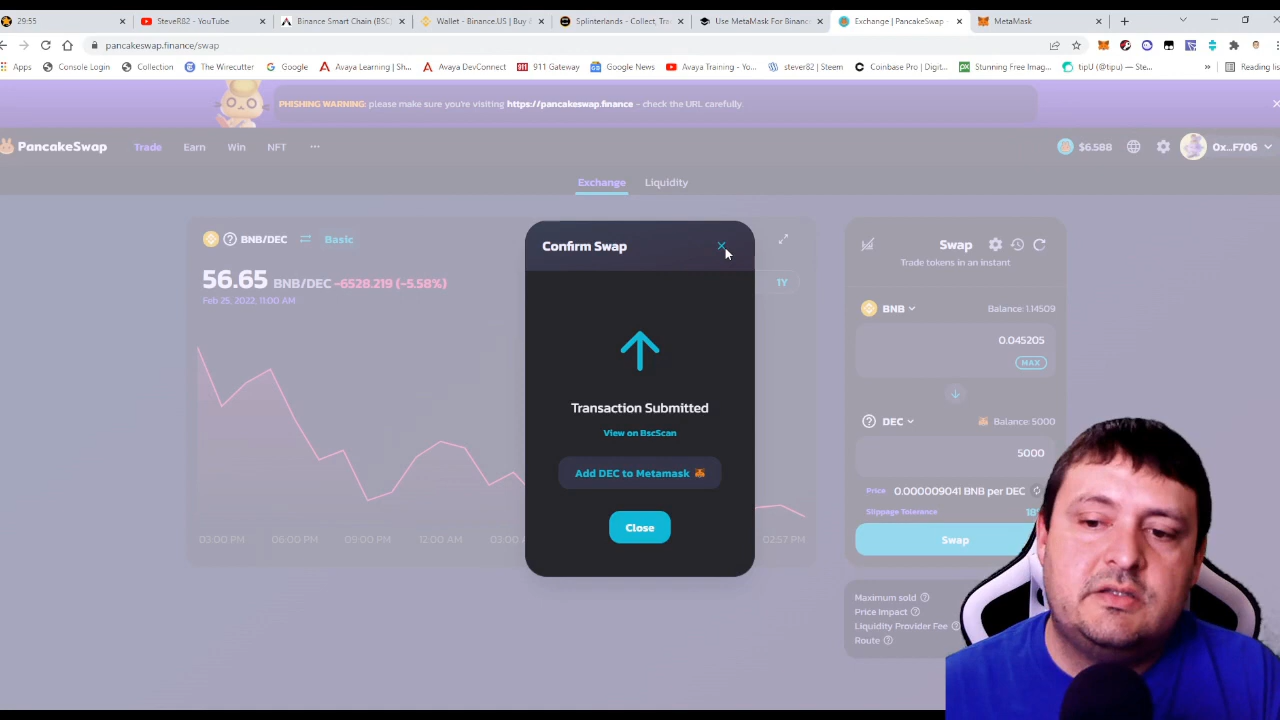 29:55
SteveR82 - YouTube
Binance Smart Chain (BSC)
Wallet - Binance.US | Buy &
Splinterlands - Collect, Tra
Use MetaMask For Binanc
Exchange | PancakeSwap -
MetaMask
pancakeswap.finance/swap
Apps
Console Login
Collection
The Wirecutter
Google
Avaya Learning | Sh...
Avaya DevConnect
911 Gateway
Google News
Avaya Training - Yo...
stever82 | Steem
Coinbase Pro | Digit...
Stunning Free Imag...
tipU (@tipu) — Ste...
»
Reading list
PHISHING WARNING: please make sure you're visiting https://pancakeswap.finance - check the URL carefully.
PancakeSwap
Trade
Earn
Win
NFT
$6.588
0x...F706
Exchange
Liquidity
BNB/DEC
Basic
56.65 BNB/DEC -6528.219 (-5.58%)
Feb 25, 2022, 11:00 AM
1Y
03:00 PM
06:00 PM
09:00 PM
12:00 AM
03:00 A
02:57 PM
Confirm Swap
Transaction Submitted
View on BscScan
Add DEC to Metamask
Close
Swap
Trade tokens in an instant
BNB
Balance: 1.14509
0.045205
MAX
DEC
Balance: 5000
5000
Price
0.000009041 BNB per DEC
Slippage Tolerance
Swap
Maximum sold
Price Impact
Liquidity Provider Fee
Route